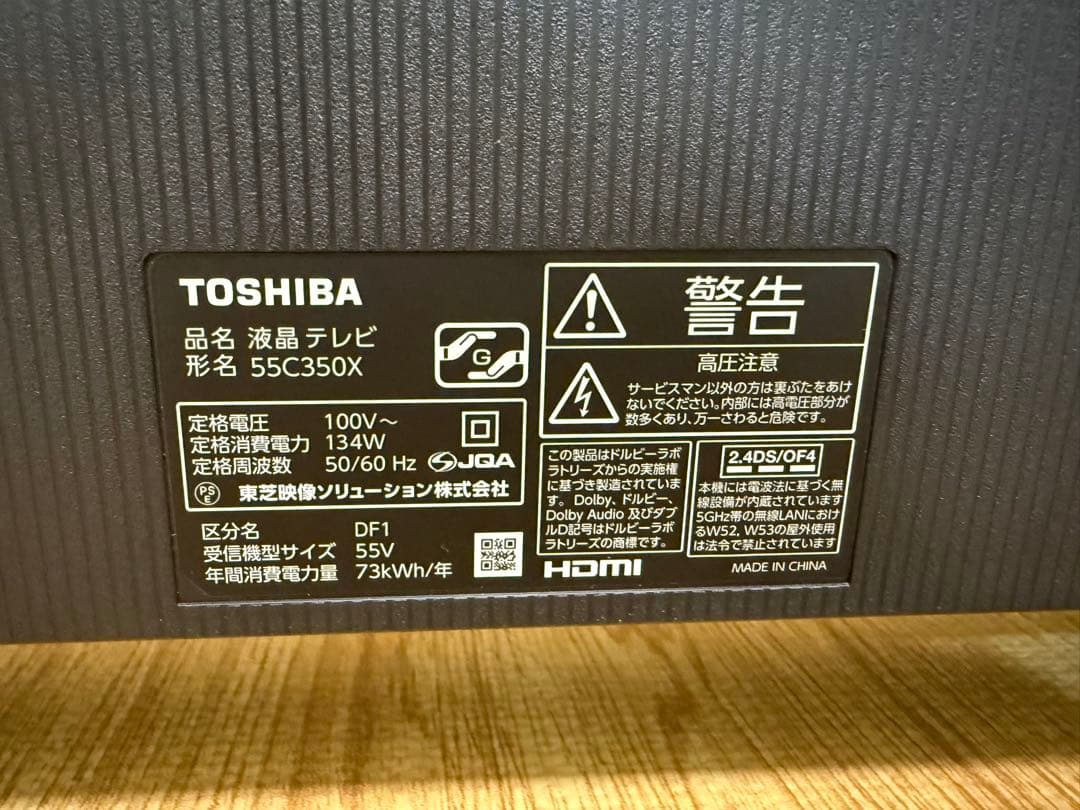 TOSHIBA
品名 液晶テレビ
形名 55C350X
G
定格電圧 100V～
定格消費電力 134W
定格周波数 50/60 Hz
JQA
PS
E
東芝映像ソリューション株式会社
区分名 DF1
受信機型サイズ 55V
年間消費電力量 73kWh/年
警告
高圧注意
サービスマン以外の方は裏ぶたをあけ
ないでください。内部には高電圧部分が
数多くあり、万一さわると危険です。
この製品はドルビーラボ
ラトリーズからの実施権
に基づき製造されていま
す。Dolby、ドルビー、
Dolby Audio 及びダブ
ルD記号はドルビーラボ
ラトリーズの商標です。
2.4DS/OF4
本機には電波法に基づく無
線設備が内蔵されています
5GHz帯の無線LANにおけ
るW52, W53の屋外使用
は法令で禁止されています
HDMI
MADE IN CHINA